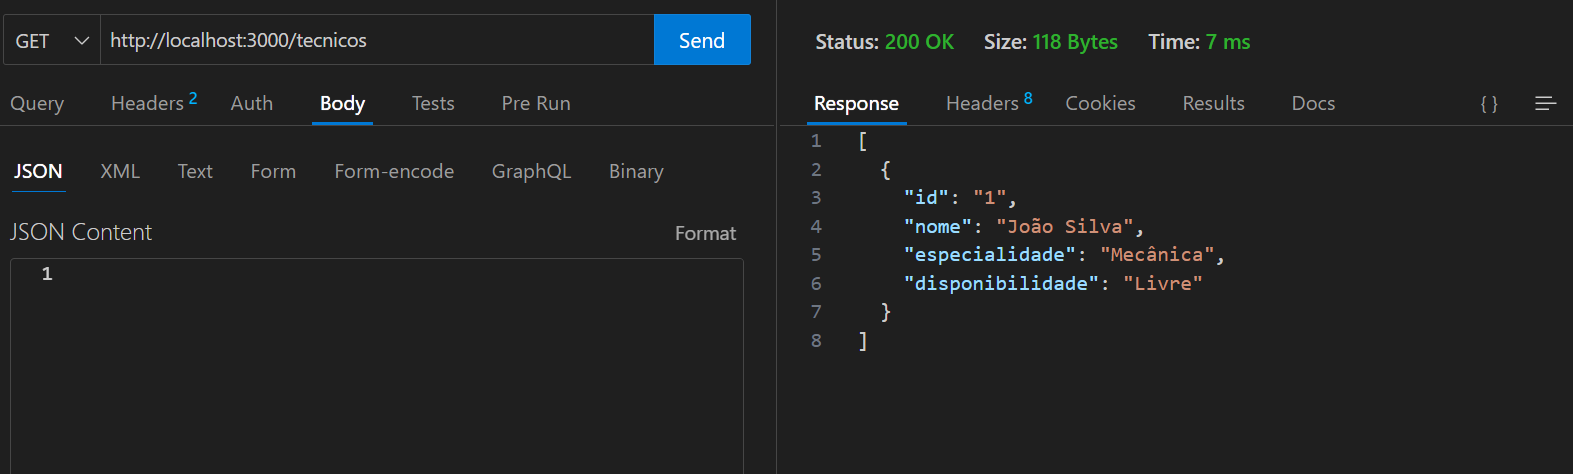 GET http://localhost:3000/tecnicos Send
Query Headers 2 Auth Body Tests Pre Run
JSON XML Text Form Form-encode GraphQL Binary
JSON Content Format
1
Status: 200 OK Size: 118 Bytes Time: 7 ms
Response Headers 8 Cookies Results Docs { }
1 [
2 {
3 "id": "1",
4 "nome": "João Silva",
5 "especialidade": "Mecânica",
6 "disponibilidade": "Livre"
7 }
8 ]